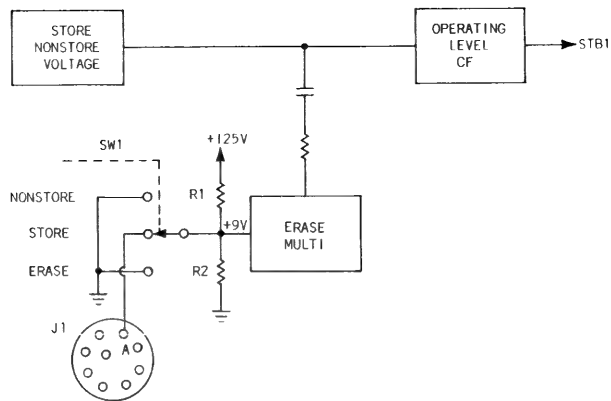 STORE
NONSTORE
VOLTAGE
OPERATING
LEVEL
CF
STB1
+125V
SW1
R1
NONSTORE
+9V
STORE
ERASE
MULTI
ERASE
R2
J1
A